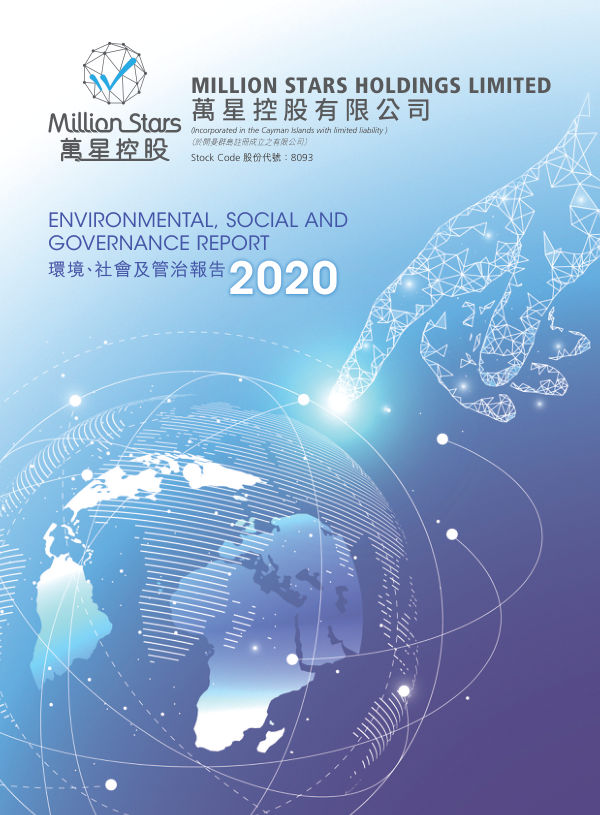 Million Stars
萬星控股
MILLION STARS HOLDINGS LIMITED
萬星控股有限公司
(Incorporated in the Cayman Islands with limited liability )
（於開曼群島註冊成立之有限公司）
Stock Code 股份代號：8093
ENVIRONMENTAL, SOCIAL AND
GOVERNANCE REPORT
環境、社會及管治報告 2020